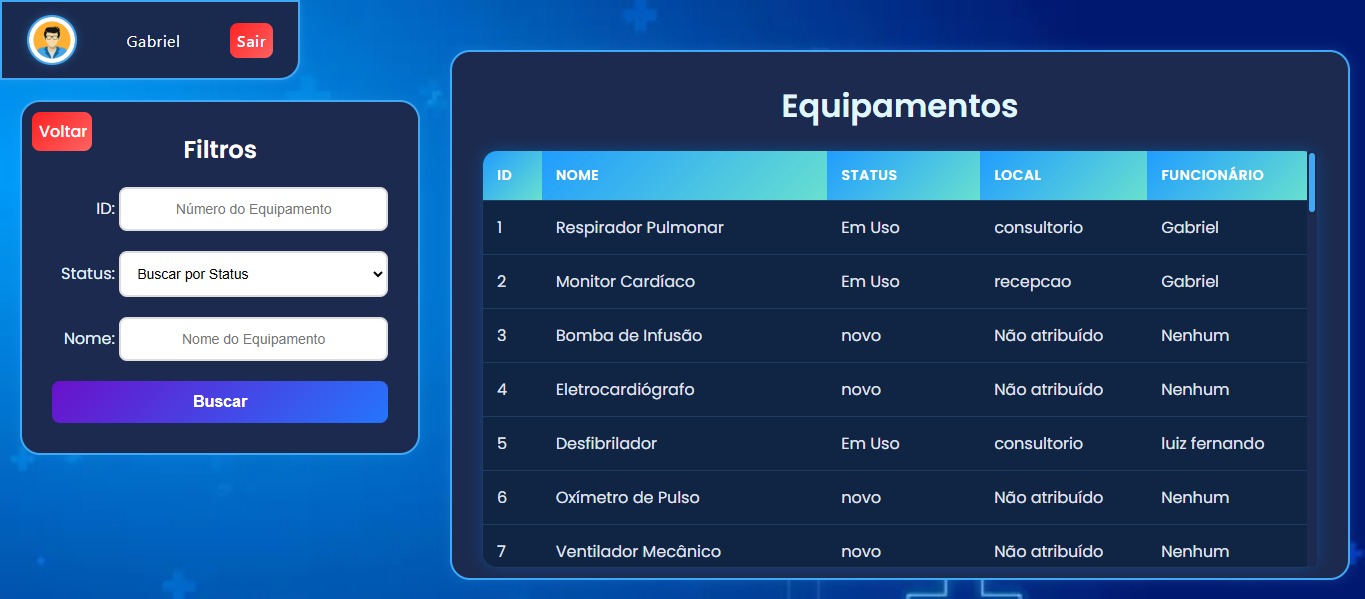 Gabriel Sair
Voltar
Filtros
ID: Número do Equipamento
Status: Buscar por Status
Nome: Nome do Equipamento
Buscar
Equipamentos
ID NOME STATUS LOCAL FUNCIONÁRIO
1 Respirador Pulmonar Em Uso consultorio Gabriel
2 Monitor Cardíaco Em Uso recepcao Gabriel
3 Bomba de Infusão novo Não atribuído Nenhum
4 Eletrocardiógrafo novo Não atribuído Nenhum
5 Desfibrilador Em Uso consultorio luiz fernando
6 Oxímetro de Pulso novo Não atribuído Nenhum
7 Ventilador Mecânico novo Não atribuído Nenhum